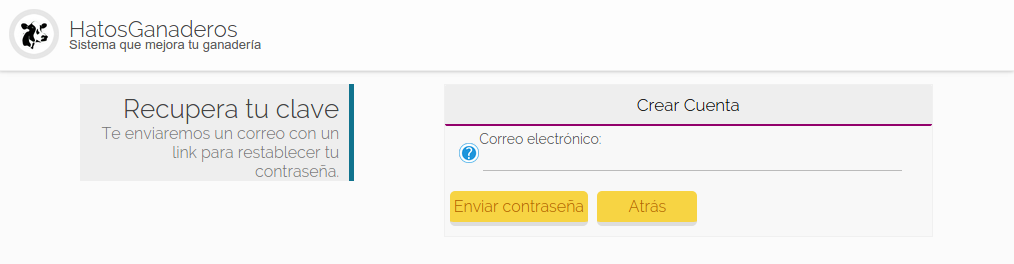 HatosGanaderos
Sistema que mejora tu ganadería
Recupera tu clave
Te enviaremos un correo con un
link para restablecer tu
contraseña.
Crear Cuenta
Correo electrónico:
?
Enviar contraseña
Atrás